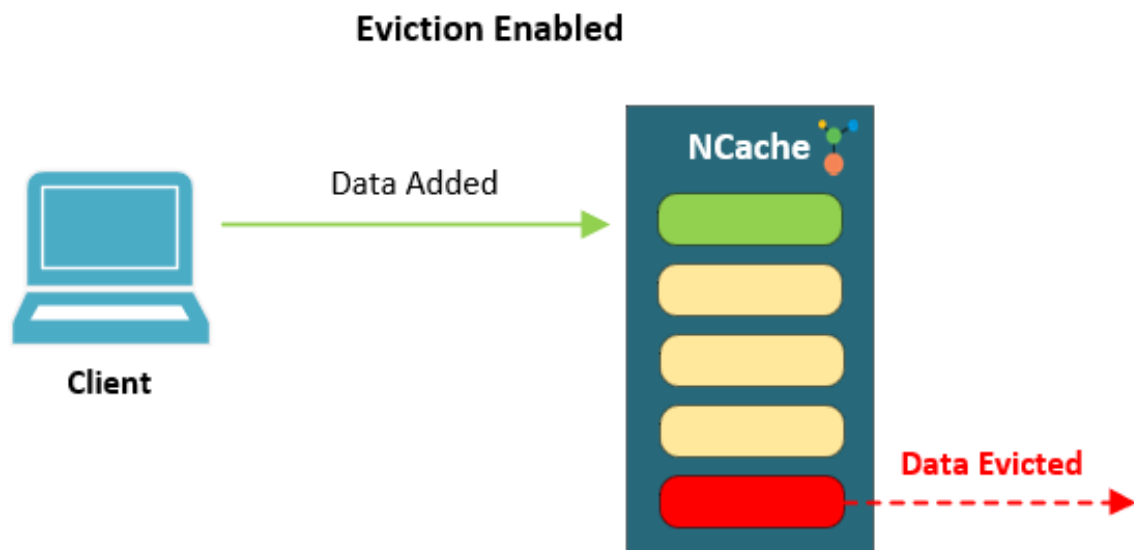 Eviction Enabled
NCache
Data Added
Client
Data Evicted